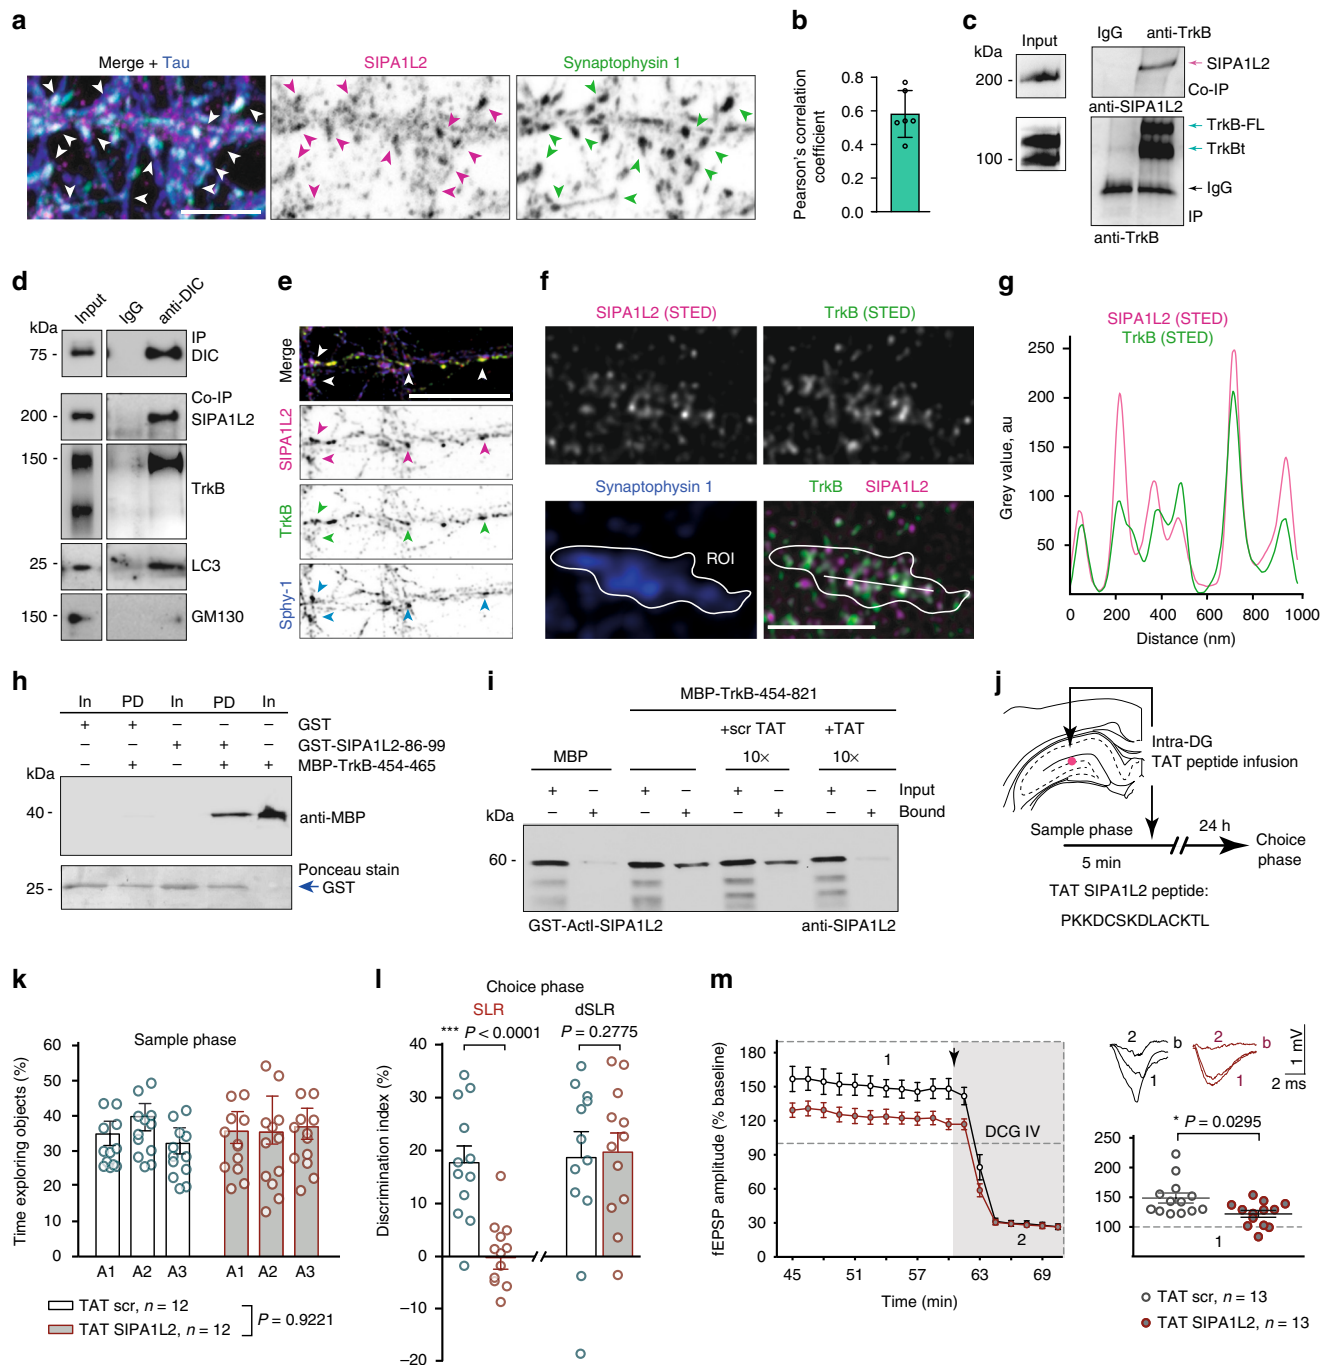 a
Merge + Tau
SIPA1L2
Synaptophysin 1
b
Pearson's correlation
coefficient
0.8
0.6
0.4
0.2
0.0
c
kDa
Input
IgG
anti-TrkB
200 -
SIPA1L2
Co-IP
anti-SIPA1L2
TrkB-FL
TrkBt
100 -
IgG
IP
anti-TrkB
d
Input
IgG
anti-DIC
kDa
IP
75 -
DIC
Co-IP
200 -
SIPA1L2
150 -
TrkB
25 -
LC3
150 -
GM130
e
Merge
SIPA1L2
TrkB
Sphy-1
f
SIPA1L2 (STED)
TrkB (STED)
Synaptophysin 1
TrkB SIPA1L2
ROI
g
SIPA1L2 (STED)
TrkB (STED)
Grey value, au
250
200
150
100
50
0 200 400 600 800 1000
Distance (nm)
h
In PD In PD In
+ + – – – GST
– – + + – GST-SIPA1L2-86-99
– + – + + MBP-TrkB-454-465
kDa
40 -
anti-MBP
Ponceau stain
25 -
GST
i
MBP-TrkB-454-821
+scr TAT +TAT
MBP 10× 10×
+ – + – + – + – Input
– + – + – + – + Bound
kDa
60 -
GST-ActI-SIPA1L2
anti-SIPA1L2
j
Intra-DG
TAT peptide infusion
Sample phase
24 h
Choice
phase
5 min
TAT SIPA1L2 peptide:
PKKDCSKDLACKTL
k
Sample phase
Time exploring objects (%)
60
50
40
30
20
10
0
A1 A2 A3 A1 A2 A3
TAT scr, n = 12
TAT SIPA1L2, n = 12
P = 0.9221
l
Choice phase
SLR dSLR
*** P < 0.0001 P = 0.2775
Discrimination index (%)
40
30
20
10
0
–10
–20
m
fEPSP amplitude (% baseline)
180
150
120
90
60
30
0
1
DCG IV
2
45 51 57 63 69
Time (min)
2 b
1
2 b
1
1 mV
2 ms
* P = 0.0295
250
200
150
100
1
TAT scr, n = 13
TAT SIPA1L2, n = 13